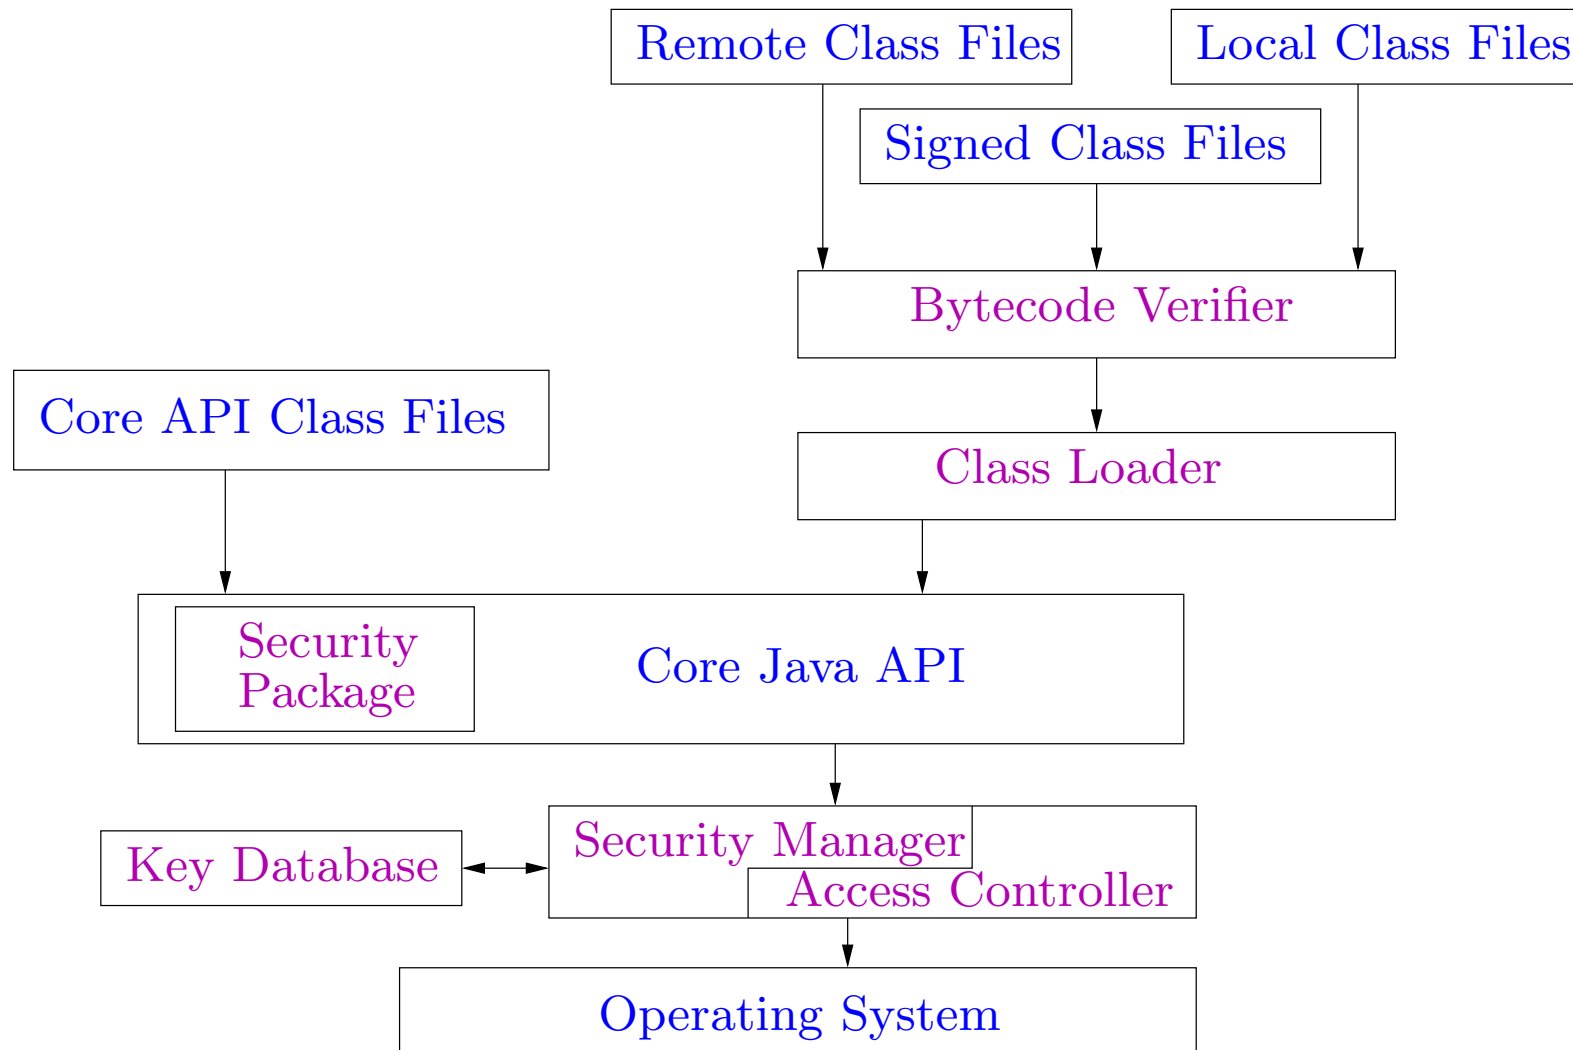 Remote Class Files
Local Class Files
Signed Class Files
Bytecode Verifier
Core API Class Files
Class Loader
Security
Package
Core Java API
Security Manager
Key Database
Access Controller
Operating System